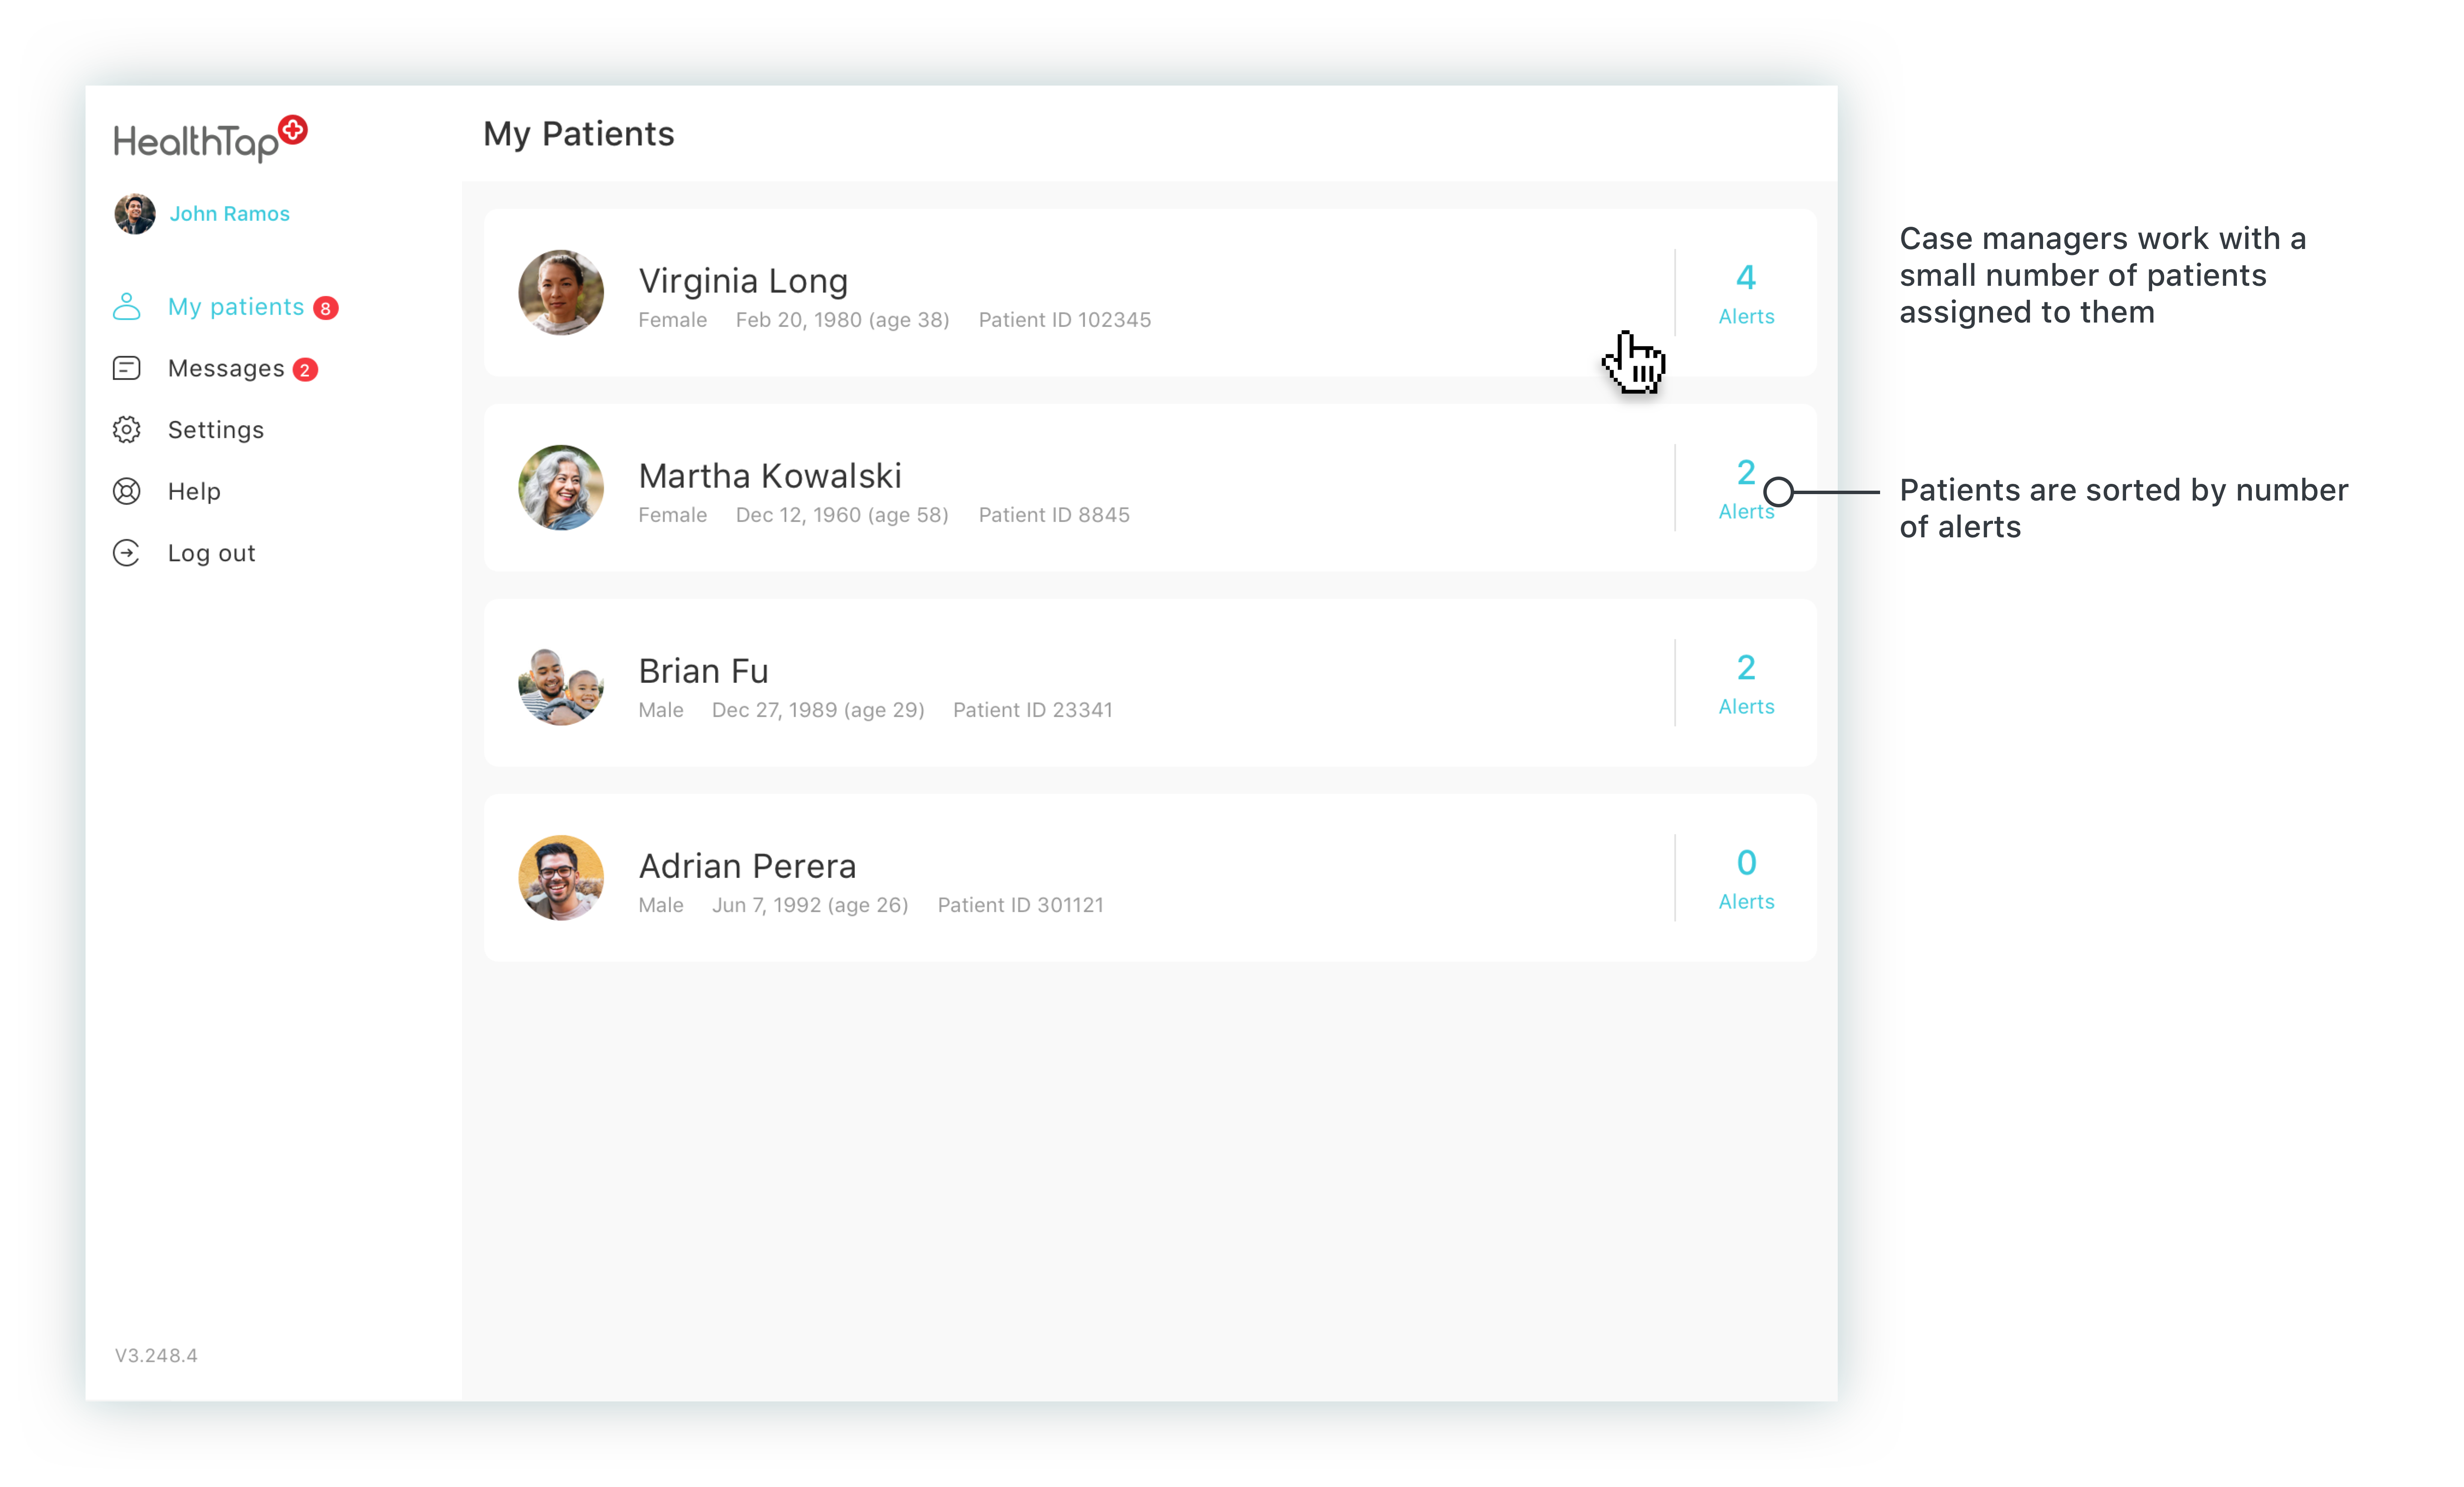 HealthTap
John Ramos
My patients 8
Messages 2
Settings
Help
Log out
V3.248.4
My Patients
Virginia Long
Female Feb 20, 1980 (age 38) Patient ID 102345
4
Alerts
Martha Kowalski
Female Dec 12, 1960 (age 58) Patient ID 8845
2
Alerts
Brian Fu
Male Dec 27, 1989 (age 29) Patient ID 23341
2
Alerts
Adrian Perera
Male Jun 7, 1992 (age 26) Patient ID 301121
0
Alerts
Case managers work with a
small number of patients
assigned to them
Patients are sorted by number
of alerts